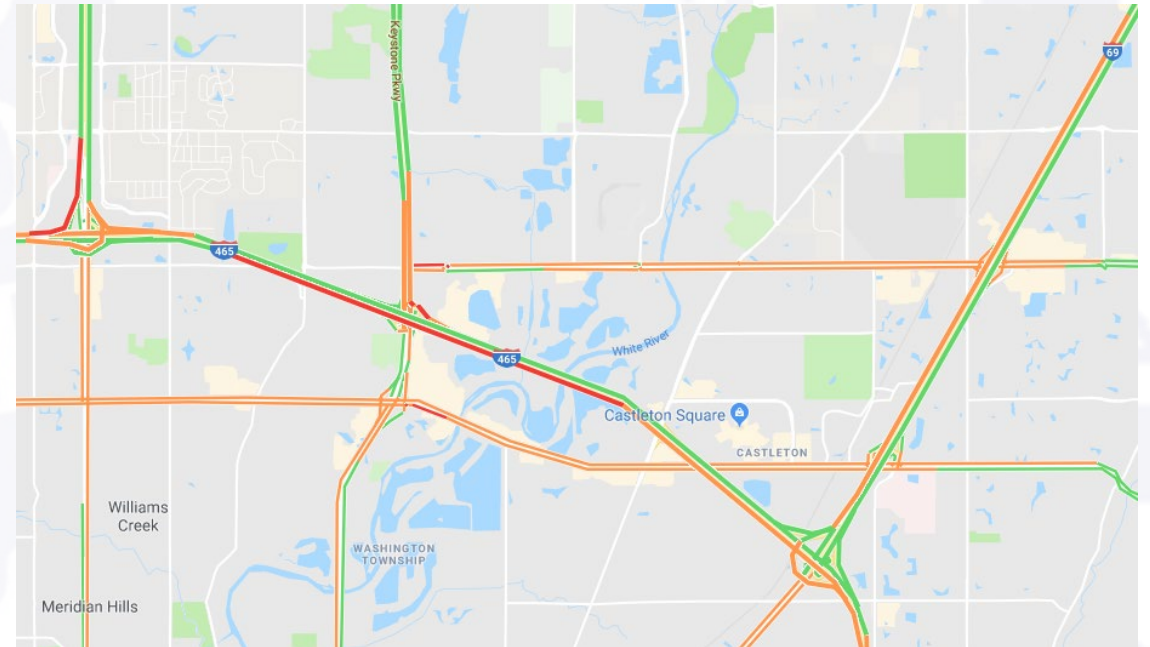 Keystone Pkwy
69
465
White River
465
Castleton Square
CASTLETON
Williams
Creek
WASHINGTON
TOWNSHIP
Meridian Hills